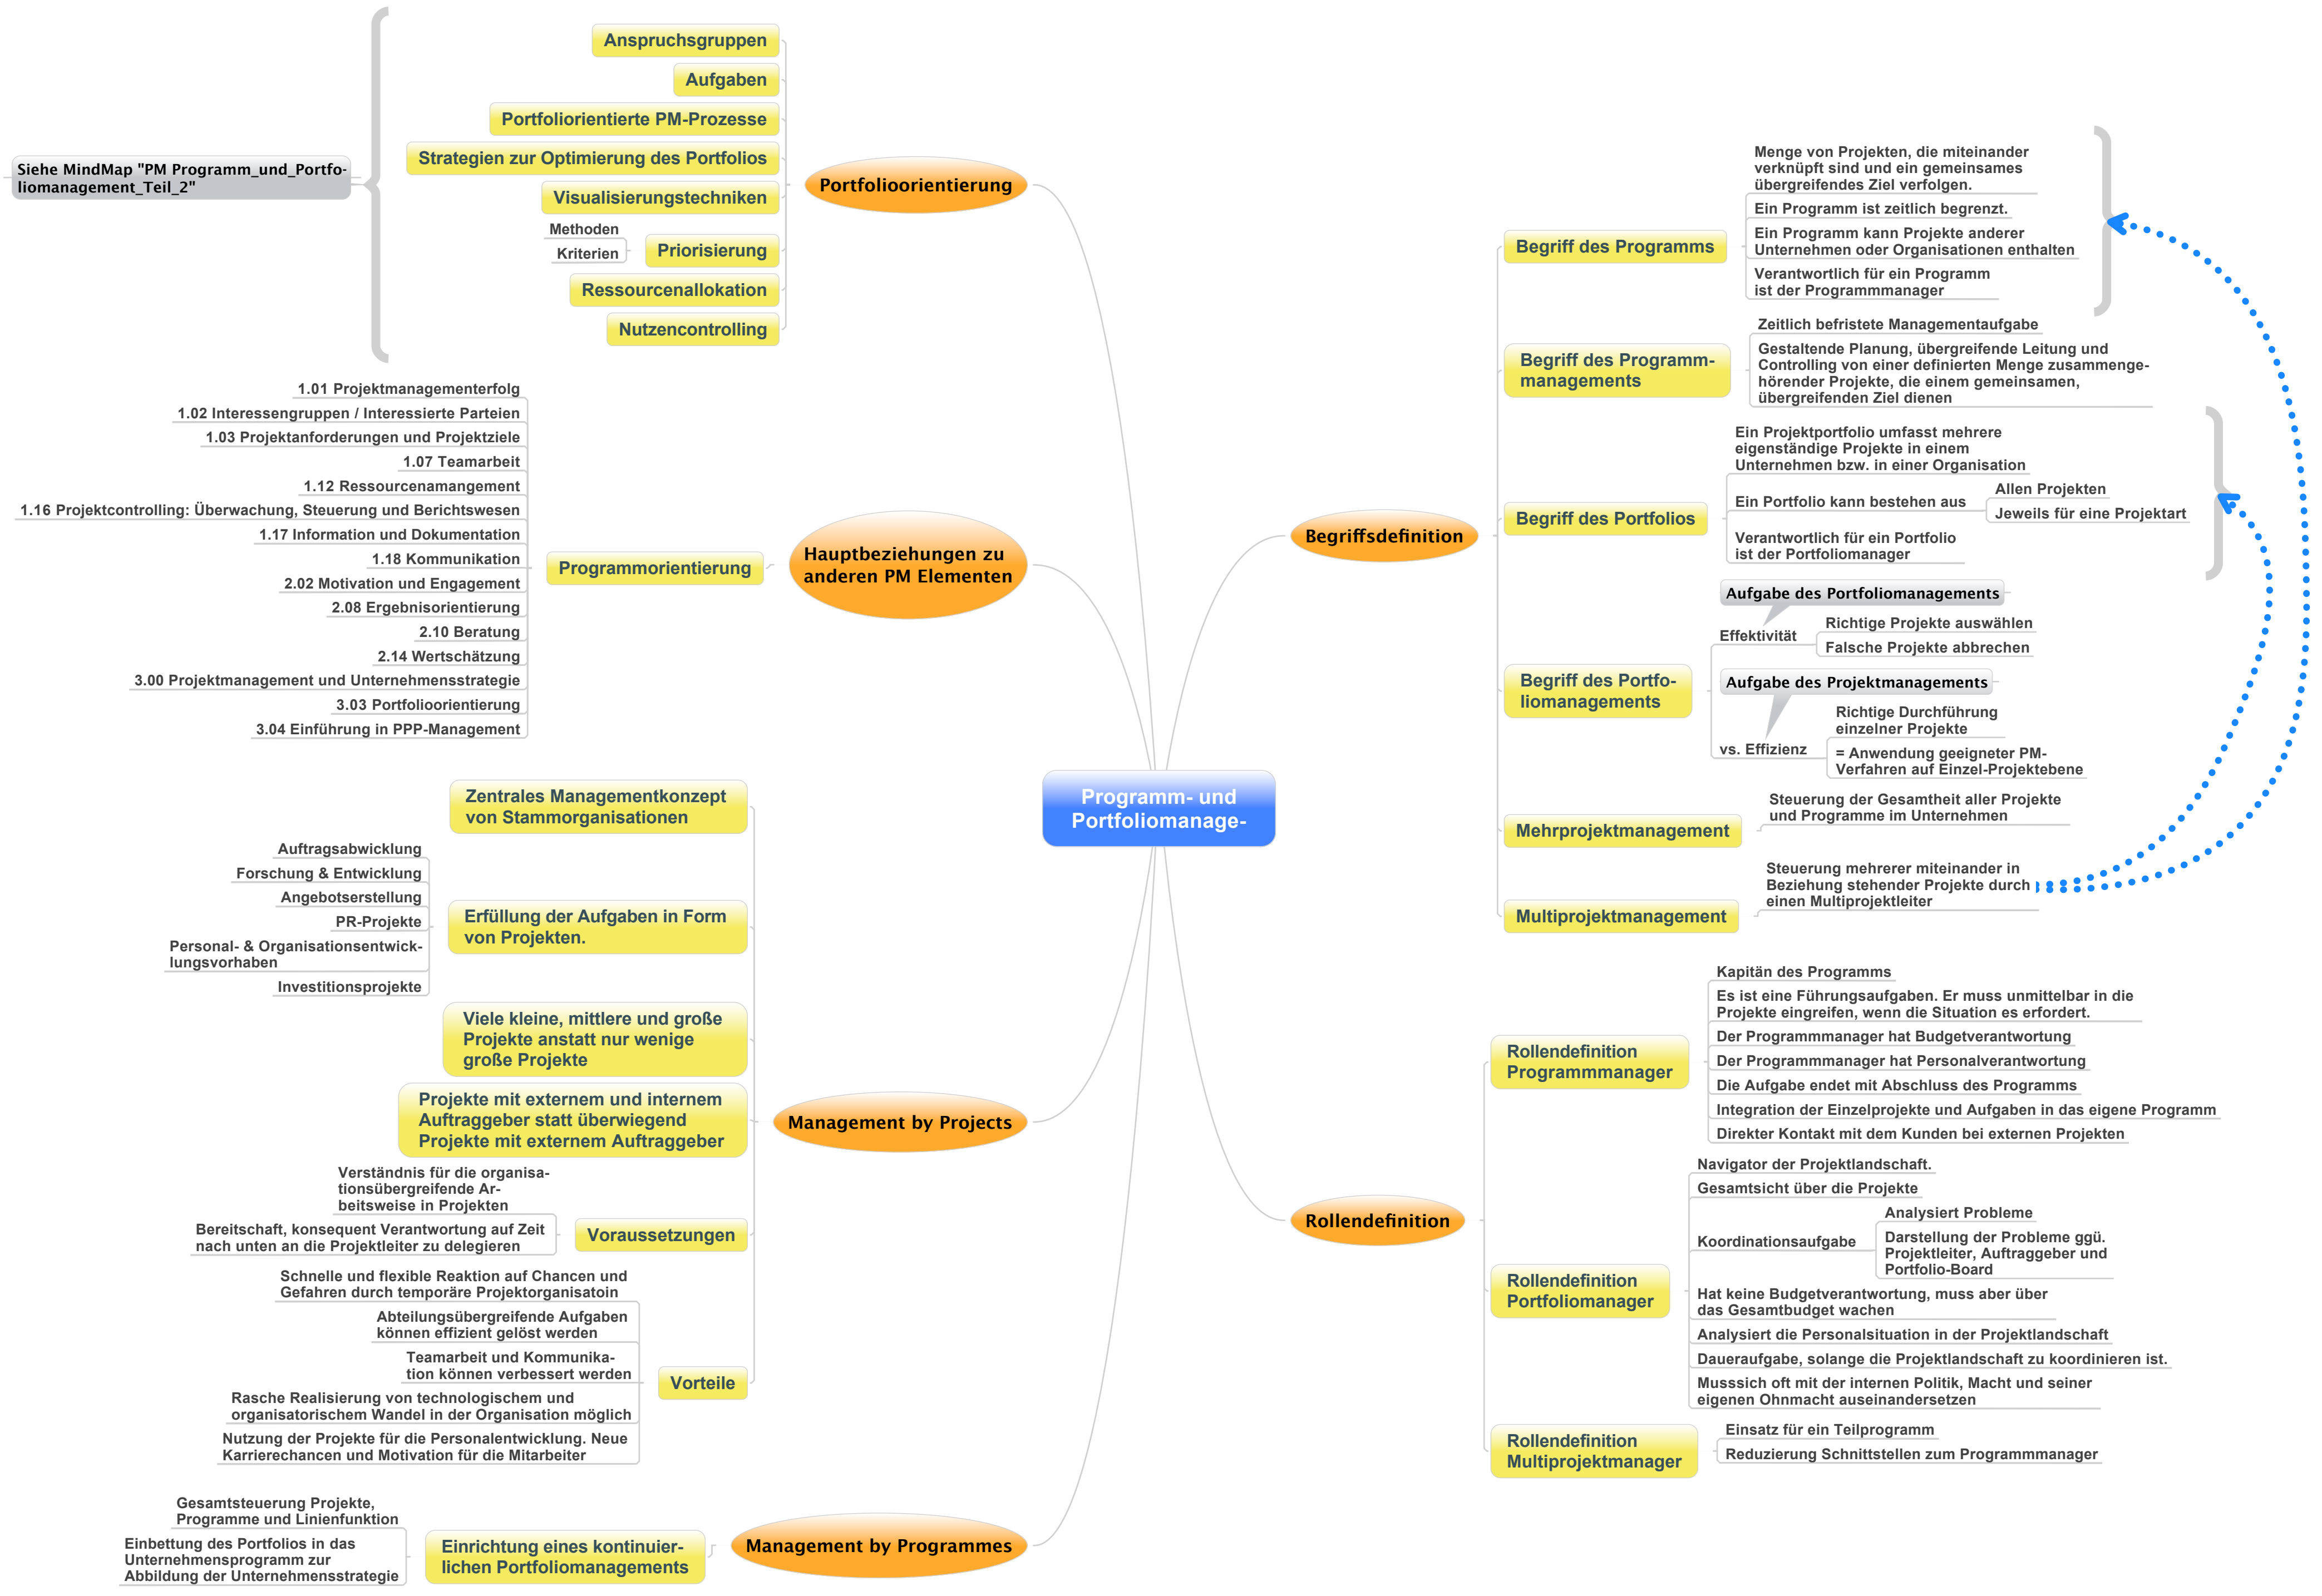 Programm- und
Portfoliomanage-
Begriffsdefinition
Begriff des Programms
Menge von Projekten, die miteinander
verknüpft sind und ein gemeinsames
übergreifendes Ziel verfolgen.
Ein Programm ist zeitlich begrenzt.
Ein Programm kann Projekte anderer
Unternehmen oder Organisationen enthalten
Verantwortlich für ein Programm
ist der Programmmanager
Begriff des Programm-
managements
Zeitlich befristete Managementaufgabe
Gestaltende Planung, übergreifende Leitung und
Controlling von einer definierten Menge zusammenge-
hörender Projekte, die einem gemeinsamen,
übergreifenden Ziel dienen
Begriff des Portfolios
Ein Projektportfolio umfasst mehrere
eigenständige Projekte in einem
Unternehmen bzw. in einer Organisation
Ein Portfolio kann bestehen aus
Allen Projekten
Jeweils für eine Projektart
Verantwortlich für ein Portfolio
ist der Portfoliomanager
Begriff des Portfo-
liomanagements
Aufgabe des Portfoliomanagements
Effektivität
Richtige Projekte auswählen
Falsche Projekte abbrechen
Aufgabe des Projektmanagements
vs. Effizienz
Richtige Durchführung
einzelner Projekte
= Anwendung geeigneter PM-
Verfahren auf Einzel-Projektebene
Mehrprojektmanagement
Steuerung der Gesamtheit aller Projekte
und Programme im Unternehmen
Multiprojektmanagement
Steuerung mehrerer miteinander in
Beziehung stehender Projekte durch
einen Multiprojektleiter
Rollendefinition
Rollendefinition
Programmmanager
Kapitän des Programms
Es ist eine Führungsaufgaben. Er muss unmittelbar in die
Projekte eingreifen, wenn die Situation es erfordert.
Der Programmmanager hat Budgetverantwortung
Der Programmmanager hat Personalverantwortung
Die Aufgabe endet mit Abschluss des Programms
Integration der Einzelprojekte und Aufgaben in das eigene Programm
Direkter Kontakt mit dem Kunden bei externen Projekten
Rollendefinition
Portfoliomanager
Navigator der Projektlandschaft.
Gesamtsicht über die Projekte
Koordinationsaufgabe
Analysiert Probleme
Darstellung der Probleme ggü.
Projektleiter, Auftraggeber und
Portfolio-Board
Hat keine Budgetverantwortung, muss aber über
das Gesamtbudget wachen
Analysiert die Personalsituation in der Projektlandschaft
Daueraufgabe, solange die Projektlandschaft zu koordinieren ist.
Musssich oft mit der internen Politik, Macht und seiner
eigenen Ohnmacht auseinandersetzen
Rollendefinition
Multiprojektmanager
Einsatz für ein Teilprogramm
Reduzierung Schnittstellen zum Programmmanager
Portfolioorientierung
Anspruchsgruppen
Aufgaben
Portfoliorientierte PM-Prozesse
Strategien zur Optimierung des Portfolios
Visualisierungstechniken
Priorisierung
Methoden
Kriterien
Ressourcenallokation
Nutzencontrolling
Siehe MindMap "PM Programm_und_Portfo-
liomanagement_Teil_2"
Hauptbeziehungen zu
anderen PM Elementen
Programmorientierung
1.01 Projektmanagementerfolg
1.02 Interessengruppen / Interessierte Parteien
1.03 Projektanforderungen und Projektziele
1.07 Teamarbeit
1.12 Ressourcenamangement
1.16 Projektcontrolling: Überwachung, Steuerung und Berichtswesen
1.17 Information und Dokumentation
1.18 Kommunikation
2.02 Motivation und Engagement
2.08 Ergebnisorientierung
2.10 Beratung
2.14 Wertschätzung
3.00 Projektmanagement und Unternehmensstrategie
3.03 Portfolioorientierung
3.04 Einführung in PPP-Management
Management by Projects
Zentrales Managementkonzept
von Stammorganisationen
Erfüllung der Aufgaben in Form
von Projekten.
Auftragsabwicklung
Forschung & Entwicklung
Angebotserstellung
PR-Projekte
Personal- & Organisationsentwick-
lungsvorhaben
Investitionsprojekte
Viele kleine, mittlere und große
Projekte anstatt nur wenige
große Projekte
Projekte mit externem und internem
Auftraggeber statt überwiegend
Projekte mit externem Auftraggeber
Voraussetzungen
Verständnis für die organisa-
tionsübergreifende Ar-
beitsweise in Projekten
Bereitschaft, konsequent Verantwortung auf Zeit
nach unten an die Projektleiter zu delegieren
Vorteile
Schnelle und flexible Reaktion auf Chancen und
Gefahren durch temporäre Projektorganisatoin
Abteilungsübergreifende Aufgaben
können effizient gelöst werden
Teamarbeit und Kommunika-
tion können verbessert werden
Rasche Realisierung von technologischem und
organisatorischem Wandel in der Organisation möglich
Nutzung der Projekte für die Personalentwicklung. Neue
Karrierechancen und Motivation für die Mitarbeiter
Management by Programmes
Einrichtung eines kontinuier-
lichen Portfoliomanagements
Gesamtsteuerung Projekte,
Programme und Linienfunktion
Einbettung des Portfolios in das
Unternehmensprogramm zur
Abbildung der Unternehmensstrategie